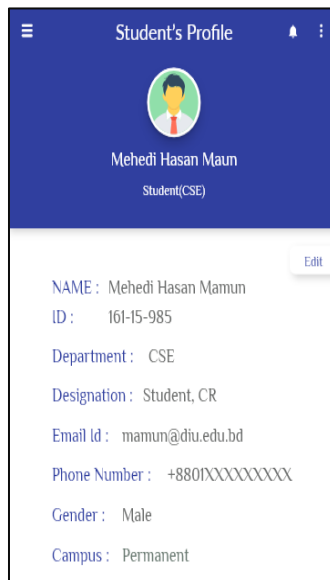 Student's Profile
Mehedi Hasan Maun
Student(CSE)
Edit
NAME : Mehedi Hasan Mamun
ID : 161-15-985
Department : CSE
Designation : Student, CR
Email ld : mamun@diu.edu.bd
Phone Number : +8801XXXXXXXXX
Gender : Male
Campus : Permanent